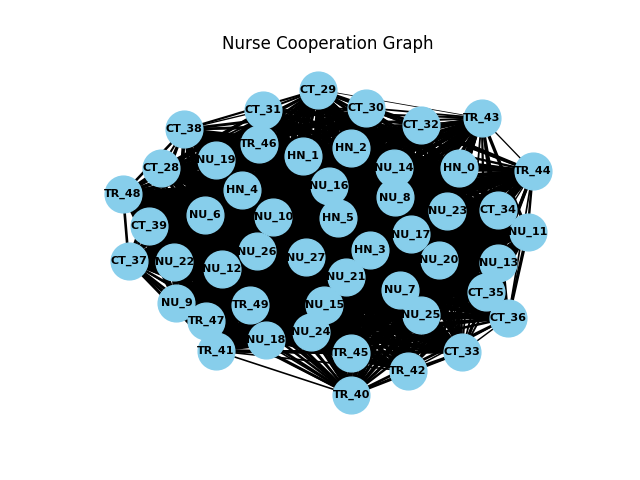 Nurse Cooperation Graph
CT_29
CT_30
CT_31
TR_43
CT_32
CT_38
TR_46
HN_2
HN_1
NU_19
CT_28
NU_14
HN_0
TR_44
NU_16
HN_4
TR_48
NU_8
CT_34
NU_23
NU_6
NU_10
HN_5
CT_39
NU_11
NU_17
HN_3
NU_26
NU_27
NU_20
CT_37
NU_22
NU_13
NU_12
NU_21
NU_7
CT_35
NU_9
TR_49
NU_15
NU_25
CT_36
TR_47
NU_24
NU_18
TR_41
TR_45
CT_33
TR_42
TR_40